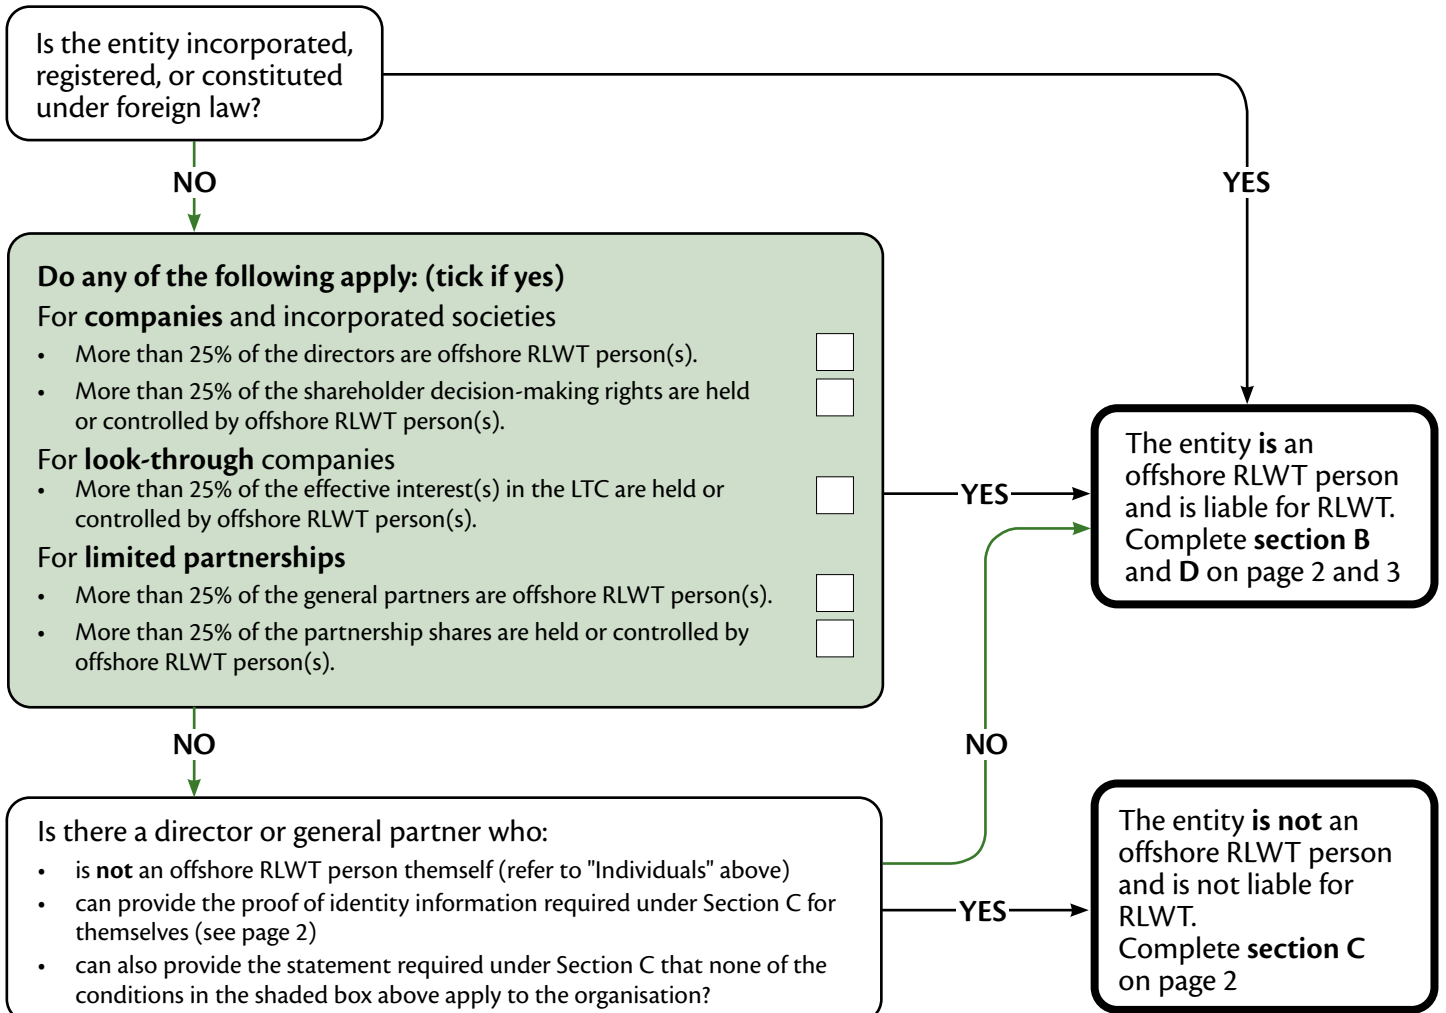 Is the entity incorporated,
registered, or constituted
under foreign law?
NO
YES
Do any of the following apply: (tick if yes)
For companies and incorporated societies
• More than 25% of the directors are offshore RLWT person(s).
• More than 25% of the shareholder decision-making rights are held
or controlled by offshore RLWT person(s).
For look-through companies
• More than 25% of the effective interest(s) in the LTC are held or
controlled by offshore RLWT person(s).
For limited partnerships
• More than 25% of the general partners are offshore RLWT person(s).
• More than 25% of the partnership shares are held or controlled by
offshore RLWT person(s).
YES
The entity is an
offshore RLWT person
and is liable for RLWT.
Complete section B
and D on page 2 and 3
NO
NO
Is there a director or general partner who:
• is not an offshore RLWT person themself (refer to "Individuals" above)
• can provide the proof of identity information required under Section C for
themselves (see page 2)
• can also provide the statement required under Section C that none of the
conditions in the shaded box above apply to the organisation?
YES
The entity is not an
offshore RLWT person
and is not liable for
RLWT.
Complete section C
on page 2